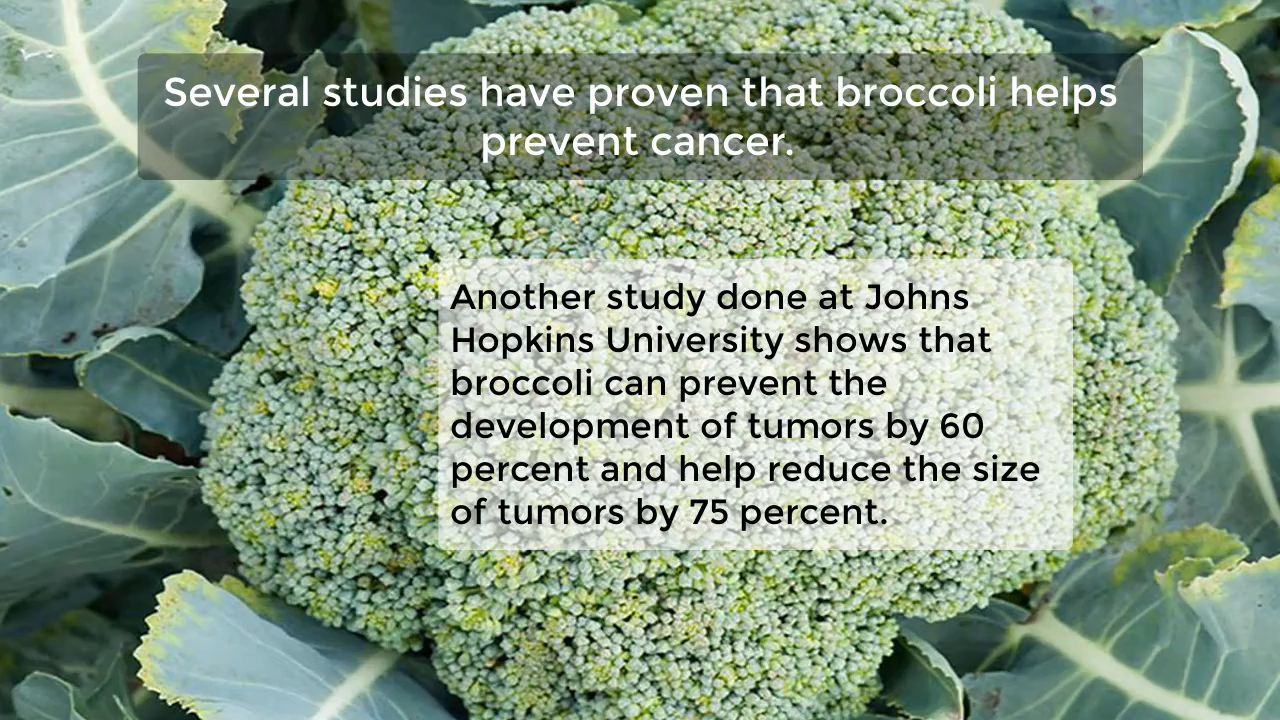 Several studies have proven that broccoli helps
prevent cancer.
Another study done at Johns
Hopkins University shows that
broccoli can prevent the
development of tumors by 60
percent and help reduce the size
of tumors by 75 percent.